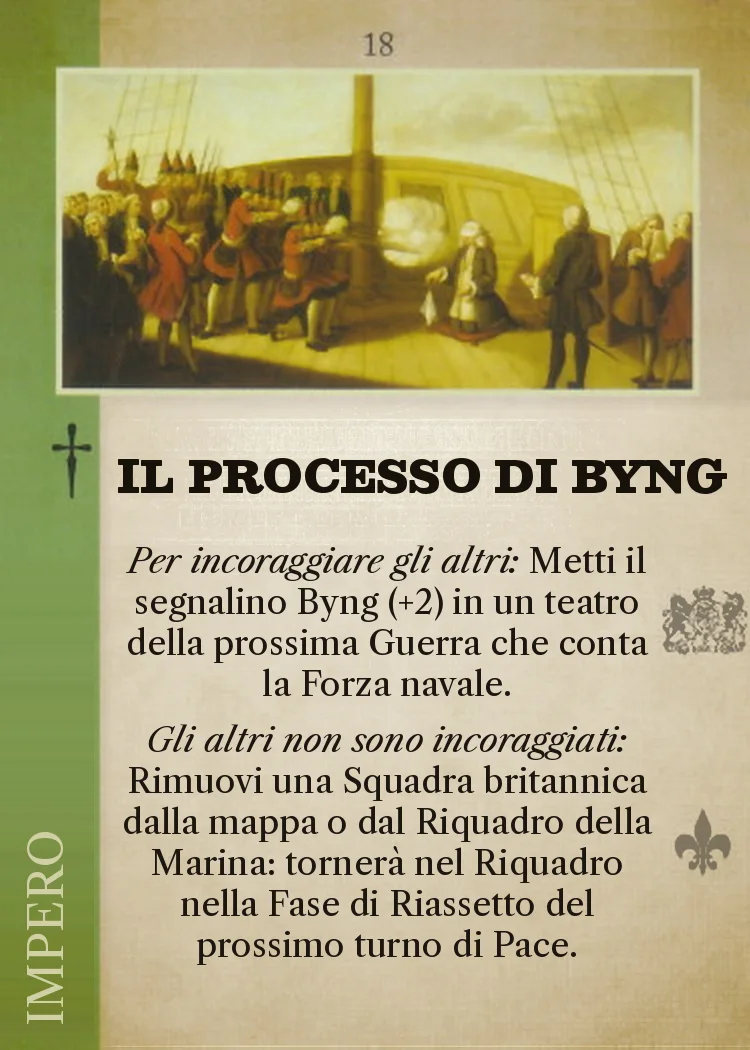 18
IL PROCESSO DI BYNG
Per incoraggiare gli altri: Metti il
segnalino Byng (+2) in un teatro
della prossima Guerra che conta
la Forza navale.
Gli altri non sono incoraggiati:
Rimuovi una Squadra britannica
dalla mappa o dal Riquadro della
Marina: tornerà nel Riquadro
nella Fase di Riassetto del
prossimo turno di Pace.
IMPERO